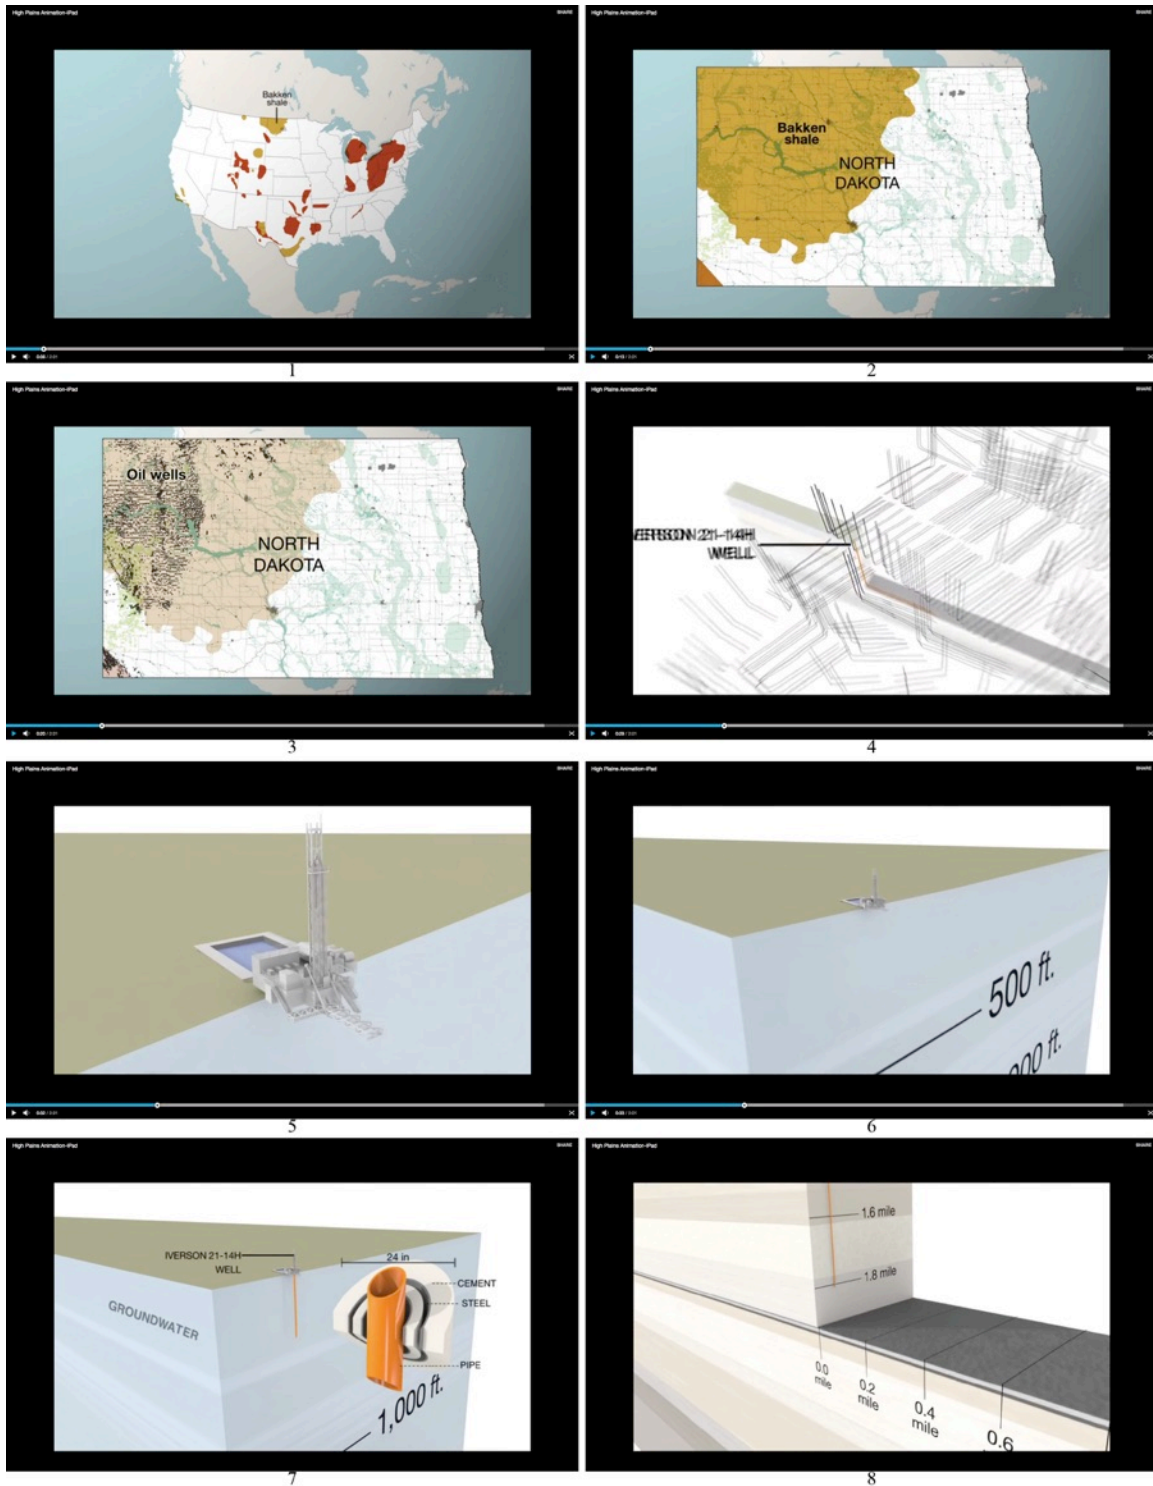 High Plains Animation-iPad
SHARE
Bakken
shale
1
High Plains Animation-iPad
SHARE
Bakken
shale
NORTH
DAKOTA
2
High Plains Animation-iPad
SHARE
Oil wells
NORTH
DAKOTA
3
High Plains Animation-iPad
SHARE
WELL
4
High Plains Animation-iPad
SHARE
5
High Plains Animation-iPad
SHARE
500 ft.
6
High Plains Animation-iPad
SHARE
IVERSON 21-14H
WELL
24 in
CEMENT
STEEL
GROUNDWATER
PIPE
1,000 ft.
7
High Plains Animation-iPad
SHARE
1.6 mile
1.8 mile
0.0
mile
0.2
mile
0.4
mile
0.6
8